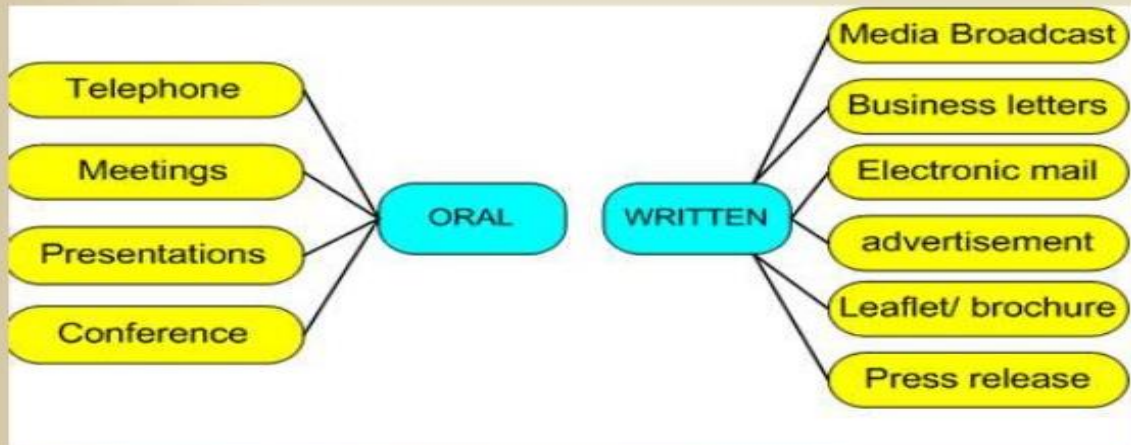 Telephone
Meetings
Presentations
Conference
ORAL
WRITTEN
Media Broadcast
Business letters
Electronic mail
advertisement
Leaflet/ brochure
Press release